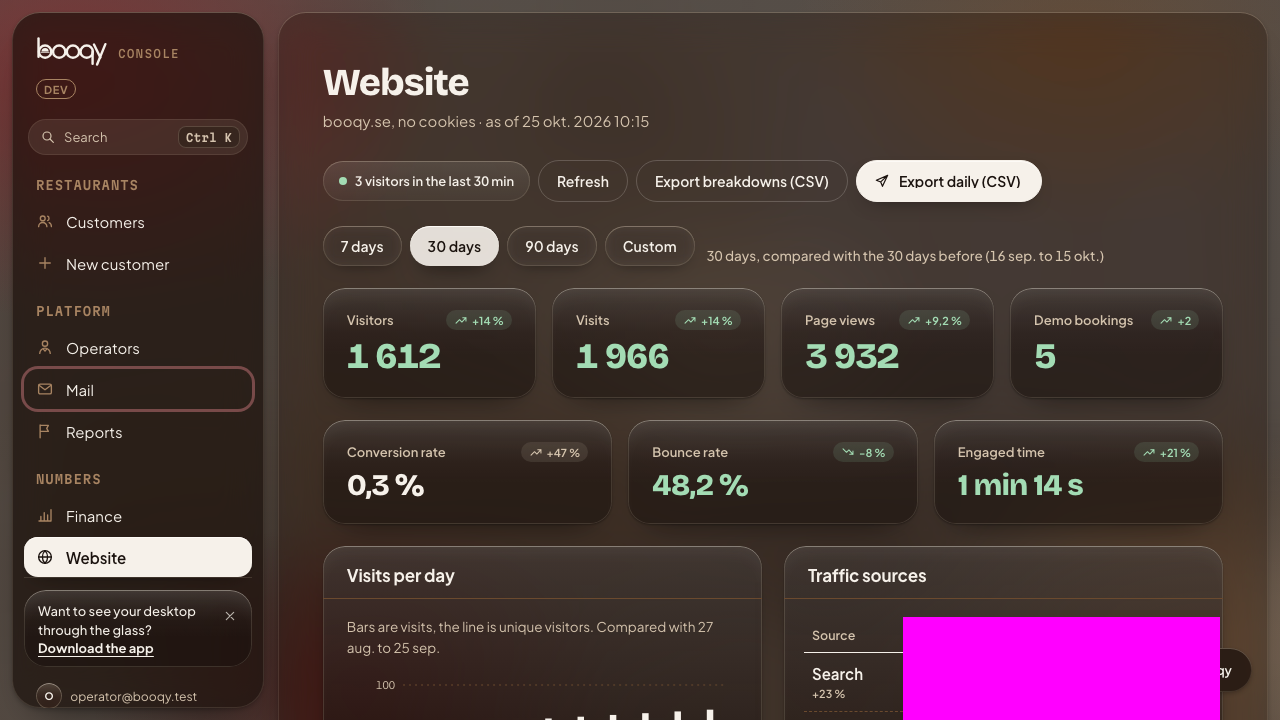 booqy CONSOLE
DEV
Search Ctrl K
RESTAURANTS
Customers
New customer
PLATFORM
Operators
Mail
Reports
NUMBERS
Finance
Website
Want to see your desktop
through the glass?
Download the app
operator@booqy.test
Website
booqy.se, no cookies · as of 25 okt. 2026 10:15
3 visitors in the last 30 min
Refresh
Export breakdowns (CSV)
Export daily (CSV)
7 days
30 days
90 days
Custom
30 days, compared with the 30 days before (16 sep. to 15 okt.)
Visitors +14 %
1 612
Visits +14 %
1 966
Page views +9,2 %
3 932
Demo bookings +2
5
Conversion rate +47 %
0,3 %
Bounce rate -8 %
48,2 %
Engaged time +21 %
1 min 14 s
Visits per day
Bars are visits, the line is unique visitors. Compared with 27
aug. to 25 sep.
100
Traffic sources
Source
Search
+23 %